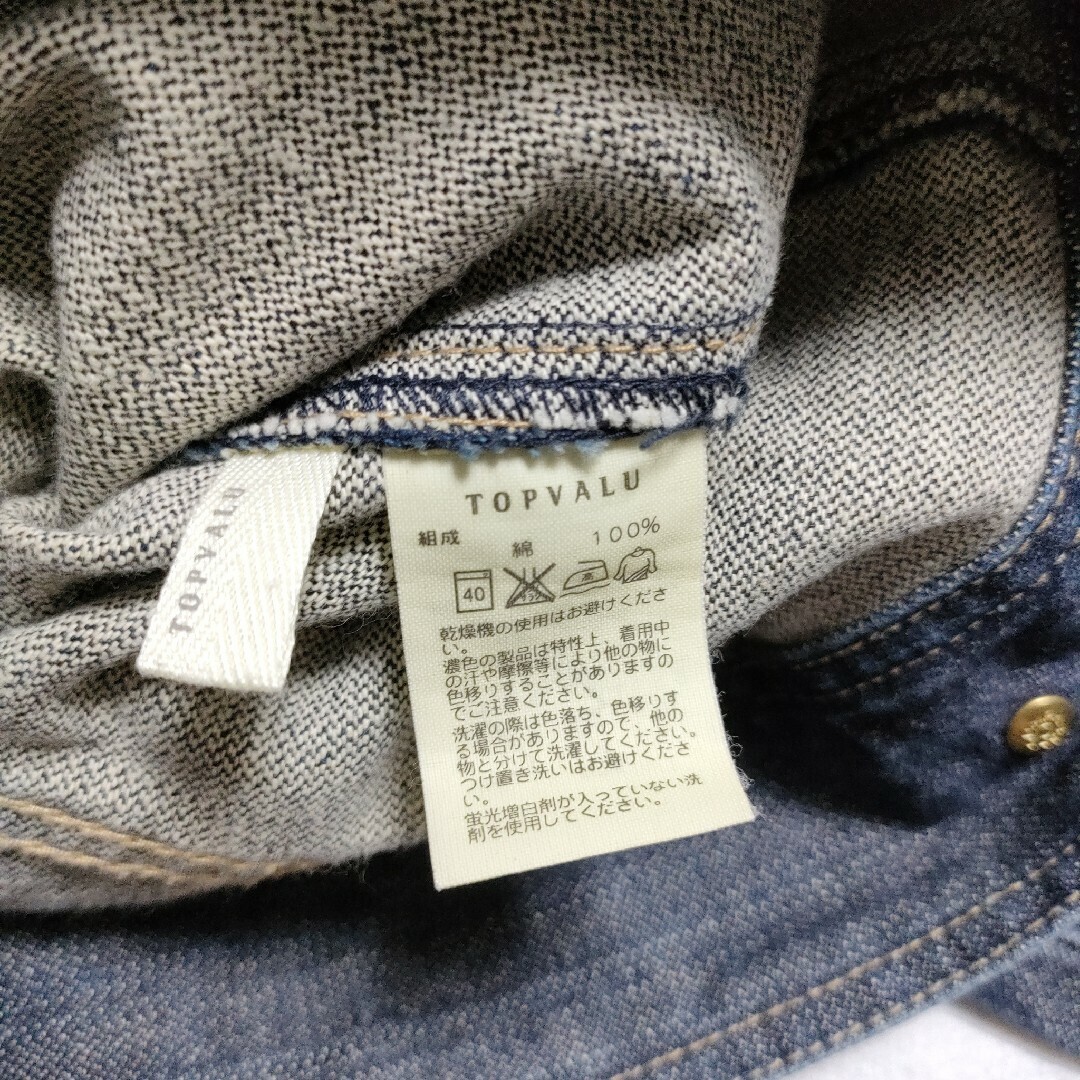 TOPVALU
TOPVALU
組成 綿 100%
40 高
乾燥機の使用はお避けくださ
い。
濃色の製品は特性上、着用中
の汗や摩擦等により他の物に
色移りすることがありますの
でご注意ください。
洗濯の際は色落ち、色移りす
る場合がありますので、他の
物と分けて洗濯してください。
つけ置き洗いはお避けくださ
い。
蛍光増白剤が入っていない洗
剤を使用してください。